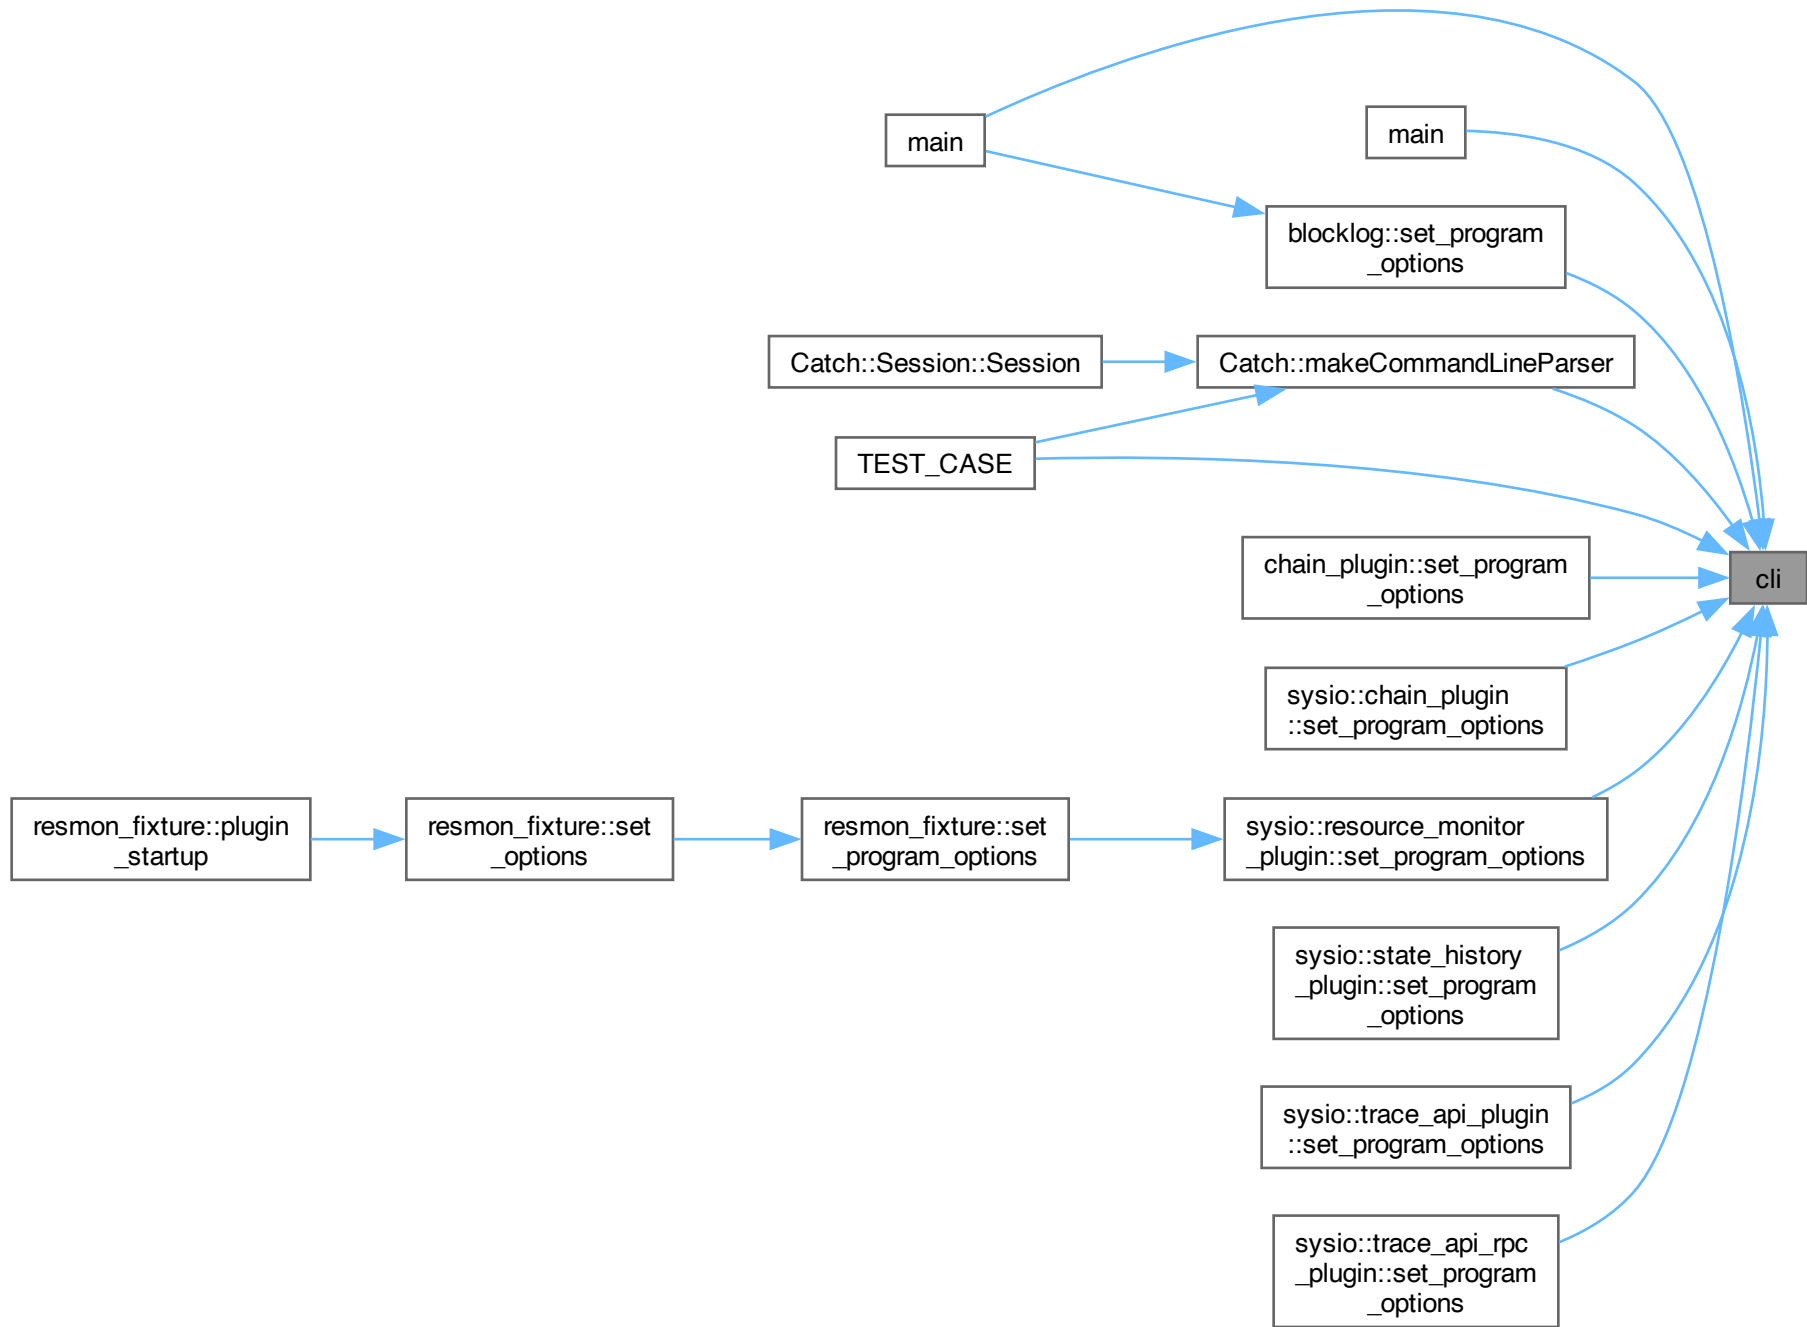 main
main
blocklog::set_program
_options
Catch::Session::Session
Catch::makeCommandLineParser
TEST_CASE
chain_plugin::set_program
_options
cli
sysio::chain_plugin
::set_program_options
resmon_fixture::plugin
_startup
resmon_fixture::set
_options
resmon_fixture::set
_program_options
sysio::resource_monitor
_plugin::set_program_options
sysio::state_history
_plugin::set_program
_options
sysio::trace_api_plugin
::set_program_options
sysio::trace_api_rpc
_plugin::set_program
_options